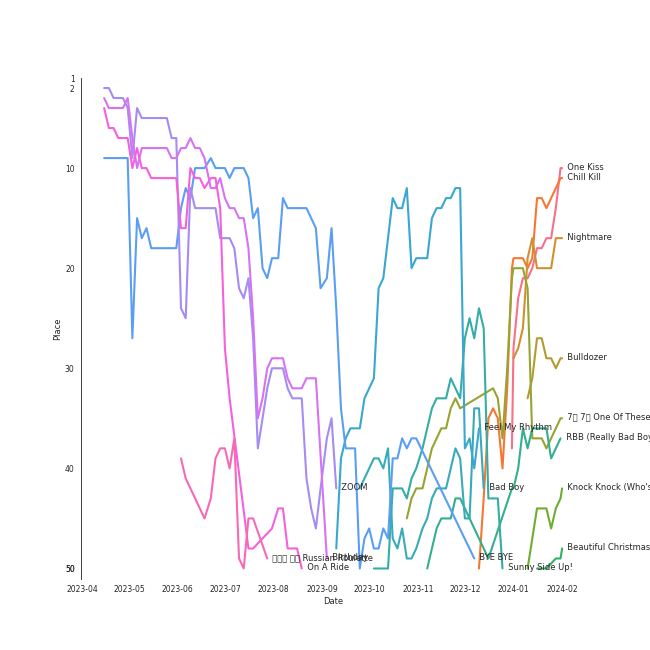 1
2
10
20
30
40
50
Place
One Kiss
Chill Kill
Nightmare
Bulldozer
7 7 One Of These
Feel My Rhythm
RBB (Really Bad Boy
ZOOM
Bad Boy
Knock Knock (Who's
Beautiful Christmas
Russian Roulette
Birthday
BYE BYE
On A Ride
Sunny Side Up!
2023-04
2023-05
2023-06
2023-07
2023-08
2023-09
2023-10
2023-11
2023-12
2024-01
2024-02
Date